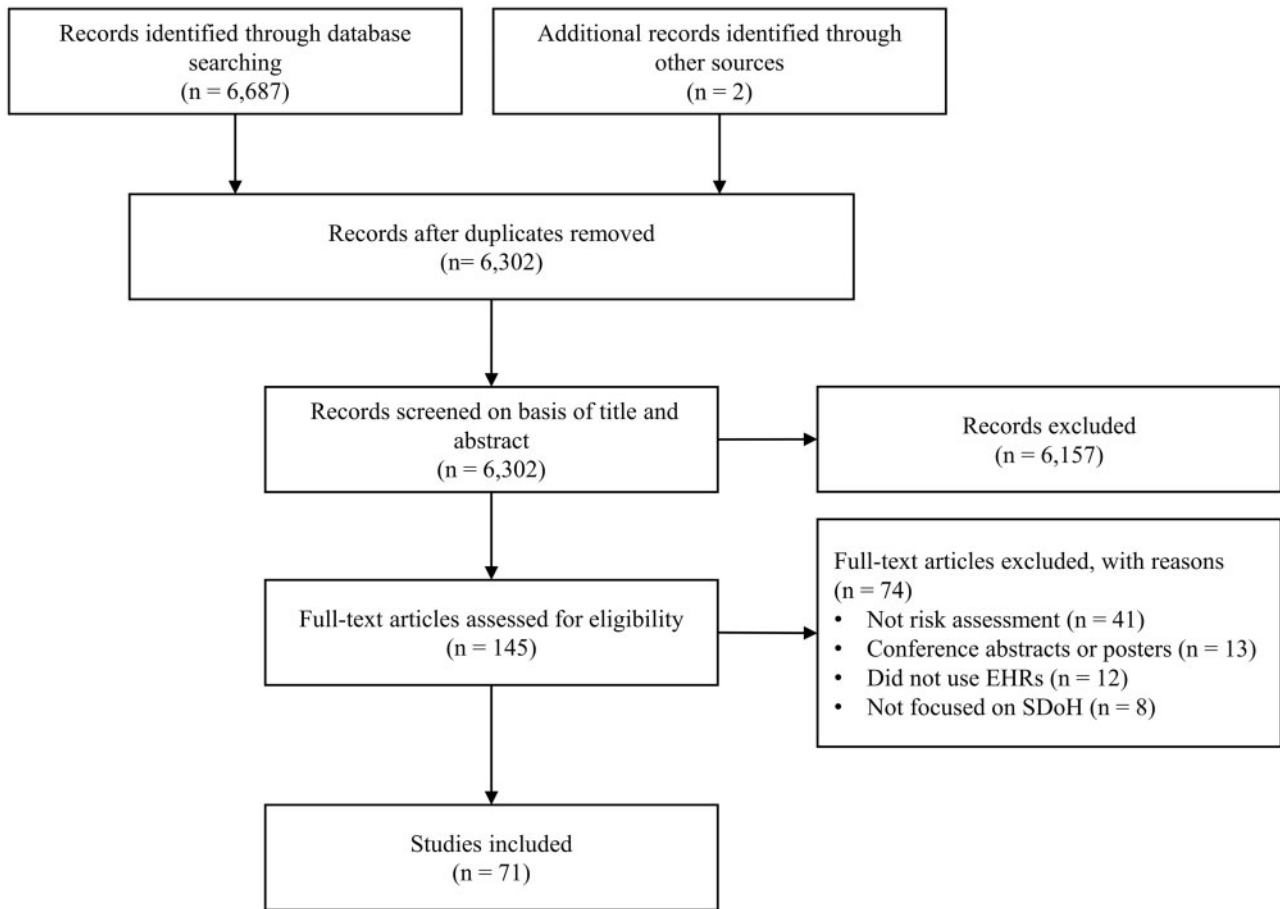 Records identified through database
searching
(n = 6,687)
Additional records identified through
other sources
(n = 2)
Records after duplicates removed
(n= 6,302)
Records screened on basis of title and
abstract
(n = 6,302)
Records excluded
(n = 6,157)
Full-text articles assessed for eligibility
(n = 145)
Full-text articles excluded, with reasons
(n = 74)
• Not risk assessment (n = 41)
• Conference abstracts or posters (n = 13)
• Did not use EHRs (n = 12)
• Not focused on SDoH (n = 8)
Studies included
(n = 71)